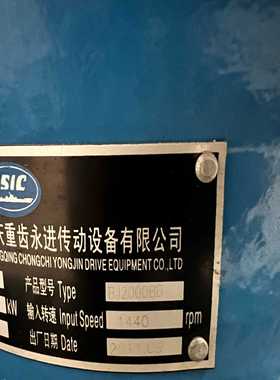 SIC
庆重齿永进传动设备有限公司
GQING CHONGCHI YONGJIN DRIVE EQUIPMENT CO.,LTD
产品型号 Type
kW 输入转速 Input Speed 1440 rpm
出厂日期 Date